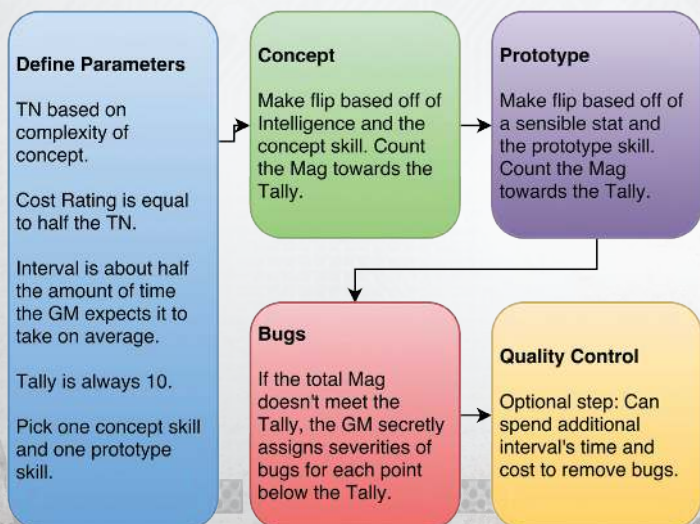 Define Parameters
TN based on
complexity of
concept.
Cost Rating is equal
to half the TN.
Interval is about half
the amount of time
the GM expects it to
take on average.
Tally is always 10.
Pick one concept skill
and one prototype
skill.
Concept
Make flip based off of
Intelligence and the
concept skill. Count
the Mag towards the
Tally.
Prototype
Make flip based off of
a sensible stat and
the prototype skill.
Count the Mag
towards the Tally.
Bugs
If the total Mag
doesn't meet the
Tally, the GM secretly
assigns severities of
bugs for each point
below the Tally.
Quality Control
Optional step: Can
spend additional
interval's time and
cost to remove bugs.